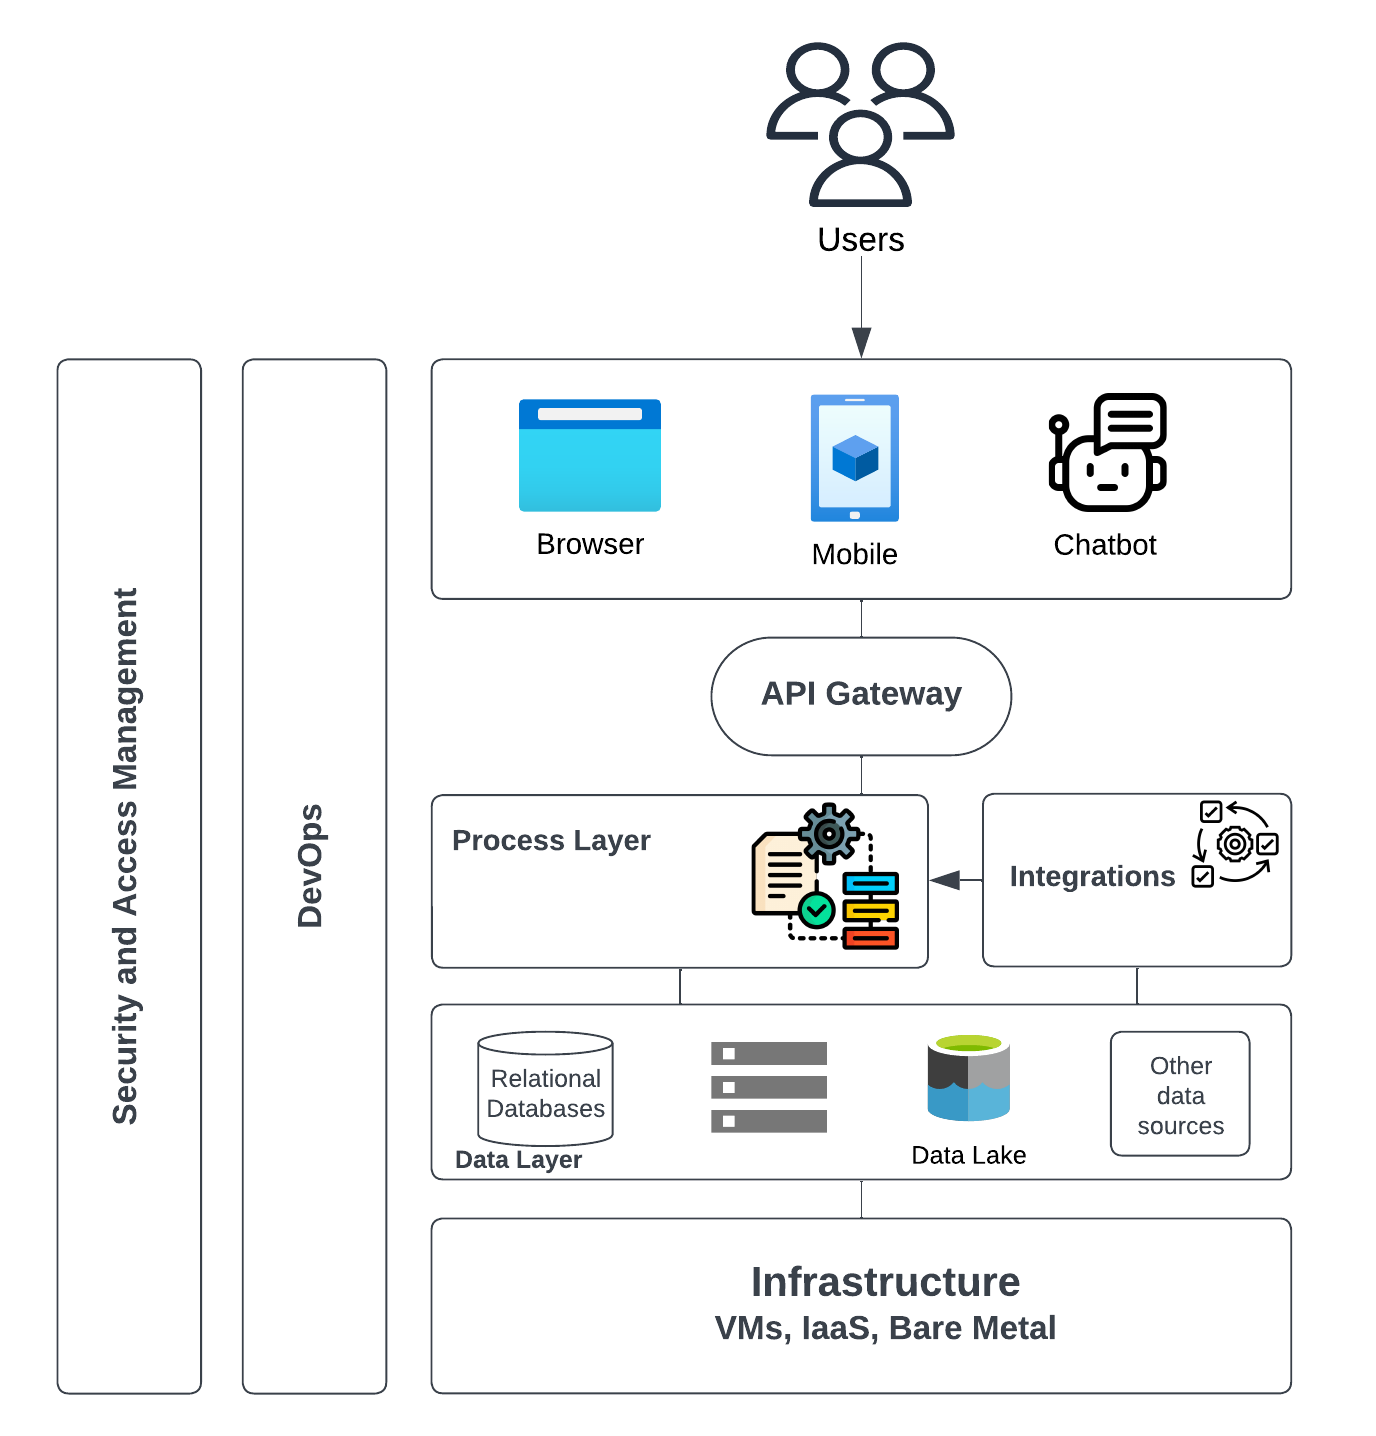 Users
Browser
Mobile
Chatbot
API Gateway
Security and Access Management
DevOps
Process Layer
Integrations
Relational
Databases
Data Layer
Data Lake
Other
data
sources
Infrastructure
VMs, IaaS, Bare Metal